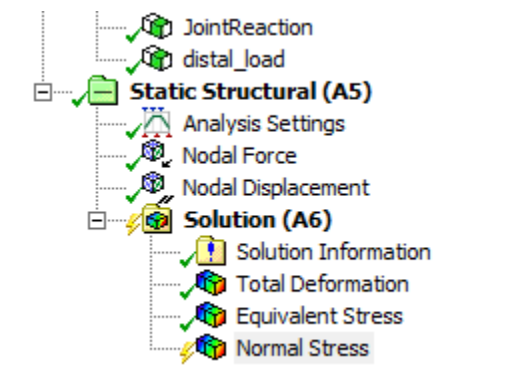 JointReaction
distal_load
Static Structural (A5)
Analysis Settings
Nodal Force
Nodal Displacement
Solution (A6)
Solution Information
Total Deformation
Equivalent Stress
Normal Stress